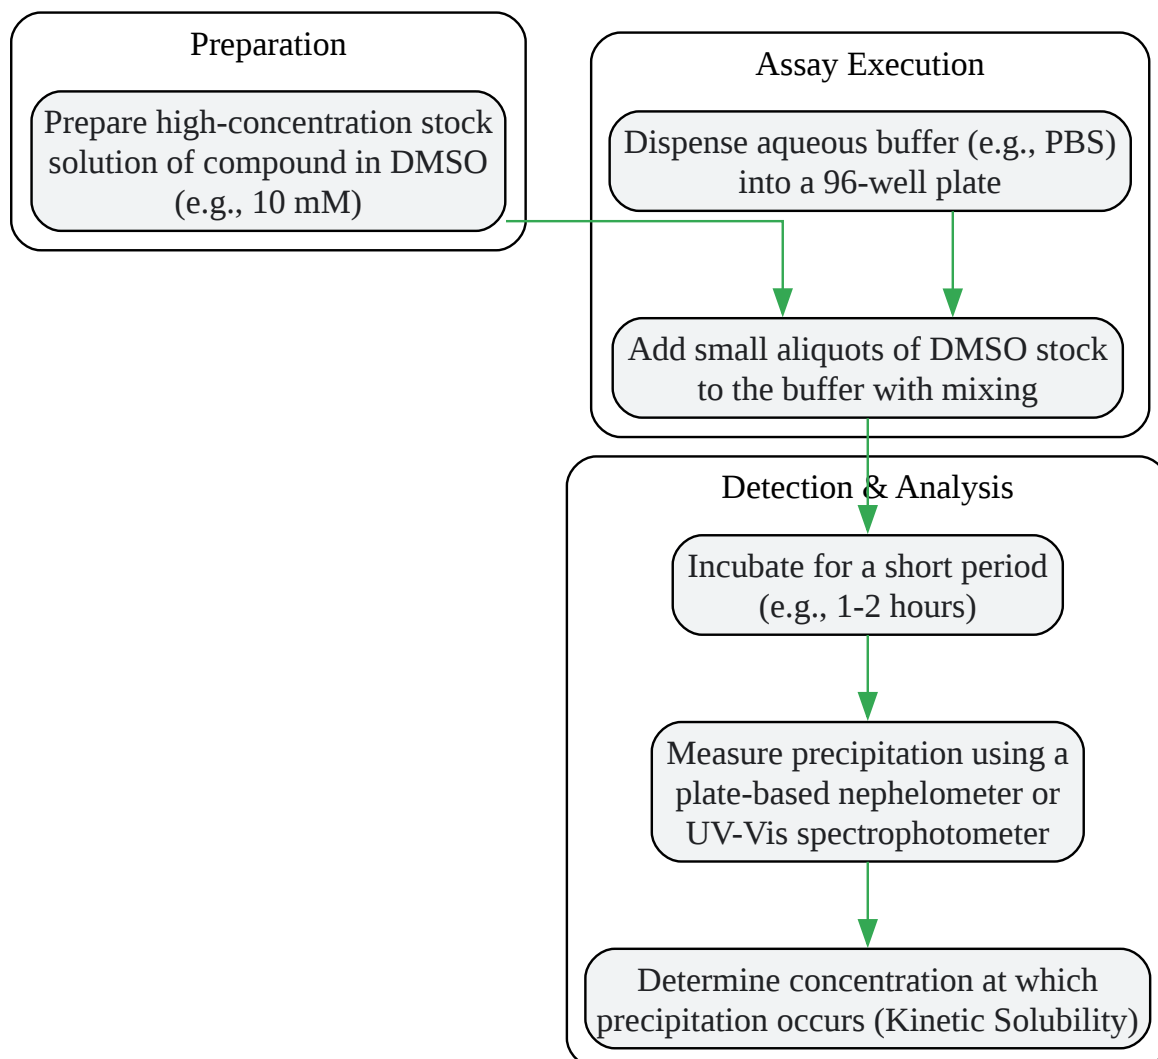 Preparation
Prepare high-concentration stock
solution of compound in DMSO
(e.g., 10 mM)
Assay Execution
Dispense aqueous buffer (e.g., PBS)
into a 96-well plate
Add small aliquots of DMSO stock
to the buffer with mixing
Detection & Analysis
Incubate for a short period
(e.g., 1-2 hours)
Measure precipitation using a
plate-based nephelometer or
UV-Vis spectrophotometer
Determine concentration at which
precipitation occurs (Kinetic Solubility)